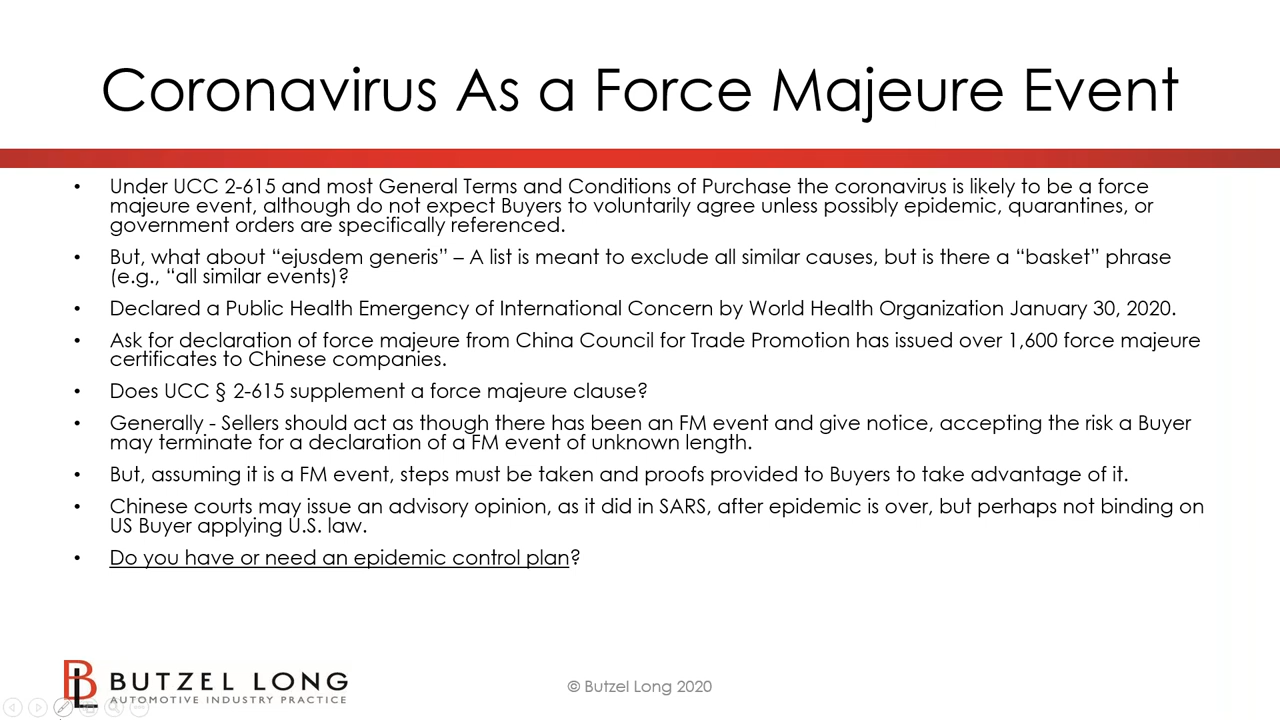 Coronavirus As a Force Majeure Event
• Under UCC 2-615 and most General Terms and Conditions of Purchase the coronavirus is likely to be a force
majeure event, although do not expect Buyers to voluntarily agree unless possibly epidemic, quarantines, or
government orders are specifically referenced.
• But, what about “ejusdem generis” – A list is meant to exclude all similar causes, but is there a “basket” phrase
(e.g., “all similar events)?
• Declared a Public Health Emergency of International Concern by World Health Organization January 30, 2020.
• Ask for declaration of force majeure from China Council for Trade Promotion has issued over 1,600 force majeure
certificates to Chinese companies.
• Does UCC § 2-615 supplement a force majeure clause?
• Generally - Sellers should act as though there has been an FM event and give notice, accepting the risk a Buyer
may terminate for a declaration of a FM event of unknown length.
• But, assuming it is a FM event, steps must be taken and proofs provided to Buyers to take advantage of it.
• Chinese courts may issue an advisory opinion, as it did in SARS, after epidemic is over, but perhaps not binding on
US Buyer applying U.S. law.
• Do you have or need an epidemic control plan?
BL BUTZEL LONG
AUTOMOTIVE INDUSTRY PRACTICE
© Butzel Long 2020